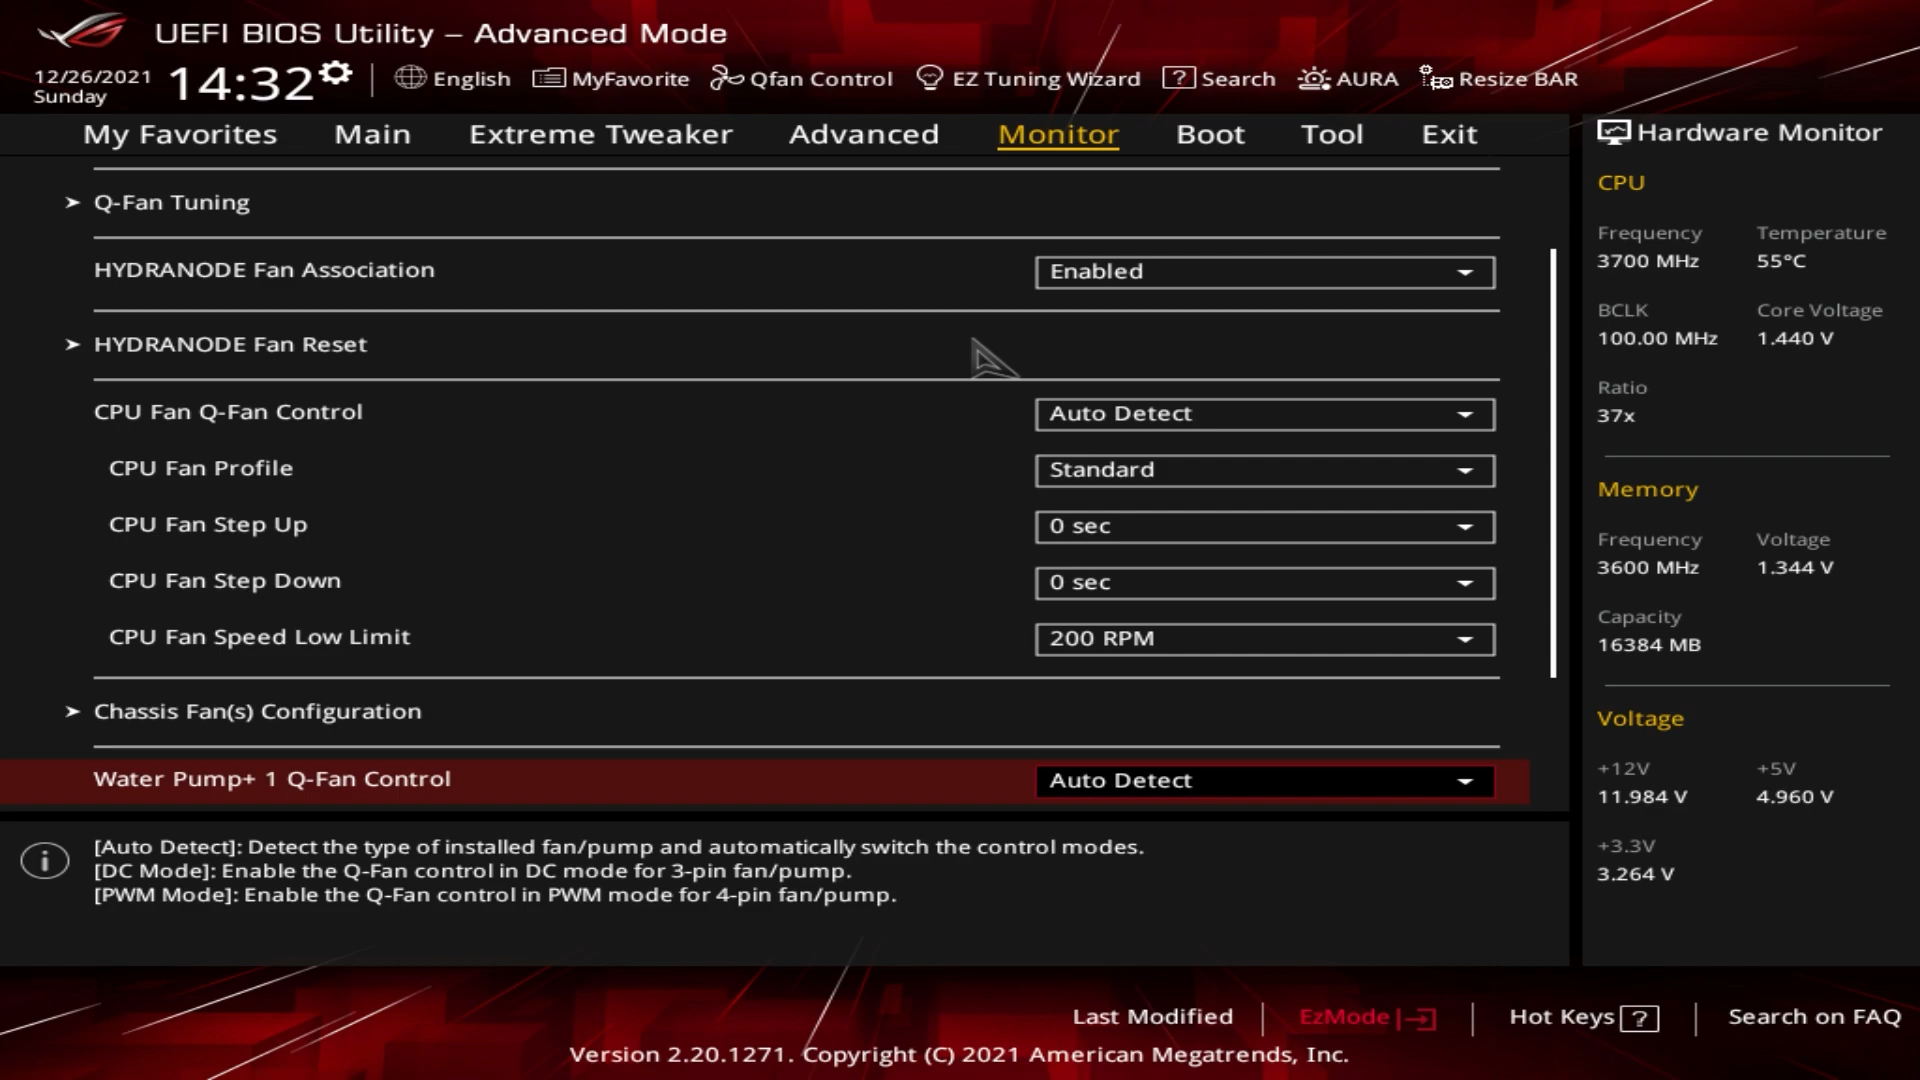 UEFI BIOS Utility – Advanced Mode
12/26/2021
Sunday
14:32
English
MyFavorite
Qfan Control
EZ Tuning Wizard
? Search
AURA
Resize BAR
My Favorites
Main
Extreme Tweaker
Advanced
Monitor
Boot
Tool
Exit
Q-Fan Tuning
HYDRANODE Fan Association
Enabled
HYDRANODE Fan Reset
CPU Fan Q-Fan Control
Auto Detect
CPU Fan Profile
Standard
CPU Fan Step Up
0 sec
CPU Fan Step Down
0 sec
CPU Fan Speed Low Limit
200 RPM
Chassis Fan(s) Configuration
Water Pump+ 1 Q-Fan Control
Auto Detect
i
[Auto Detect]: Detect the type of installed fan/pump and automatically switch the control modes.
[DC Mode]: Enable the Q-Fan control in DC mode for 3-pin fan/pump.
[PWM Mode]: Enable the Q-Fan control in PWM mode for 4-pin fan/pump.
Hardware Monitor
CPU
Frequency
Temperature
3700 MHz
55°C
BCLK
Core Voltage
100.00 MHz
1.440 V
Ratio
37x
Memory
Frequency
Voltage
3600 MHz
1.344 V
Capacity
16384 MB
Voltage
+12V
+5V
11.984 V
4.960 V
+3.3V
3.264 V
Last Modified
EzMode
Hot Keys ?
Search on FAQ
Version 2.20.1271. Copyright (C) 2021 American Megatrends, Inc.